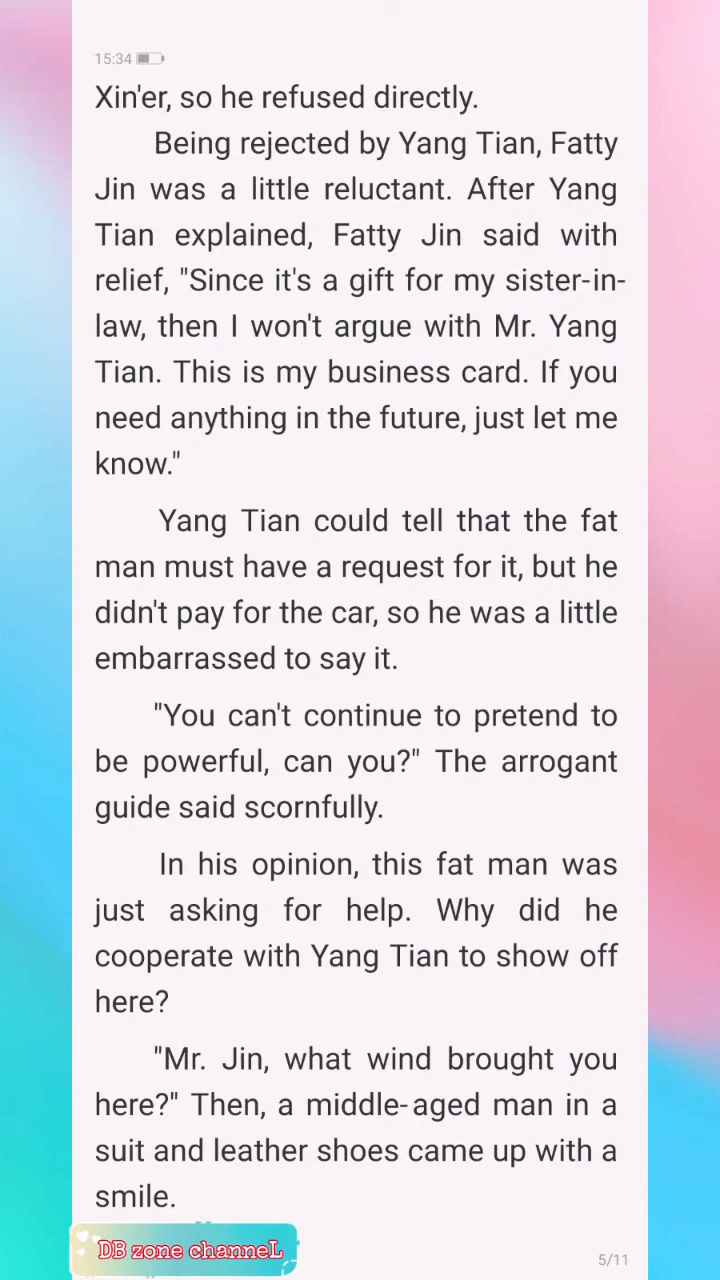 15:34
Xin'er, so he refused directly.
Being rejected by Yang Tian, Fatty
Jin was a little reluctant. After Yang
Tian explained, Fatty Jin said with
relief, "Since it's a gift for my sister-in-
law, then I won't argue with Mr. Yang
Tian. This is my business card. If you
need anything in the future, just let me
know."
Yang Tian could tell that the fat
man must have a request for it, but he
didn't pay for the car, so he was a little
embarrassed to say it.
"You can't continue to pretend to
be powerful, can you?" The arrogant
guide said scornfully.
In his opinion, this fat man was
just asking for help. Why did he
cooperate with Yang Tian to show off
here?
"Mr. Jin, what wind brought you
here?" Then, a middle-aged man in a
suit and leather shoes came up with a
smile.
DB zone channeL
5/11